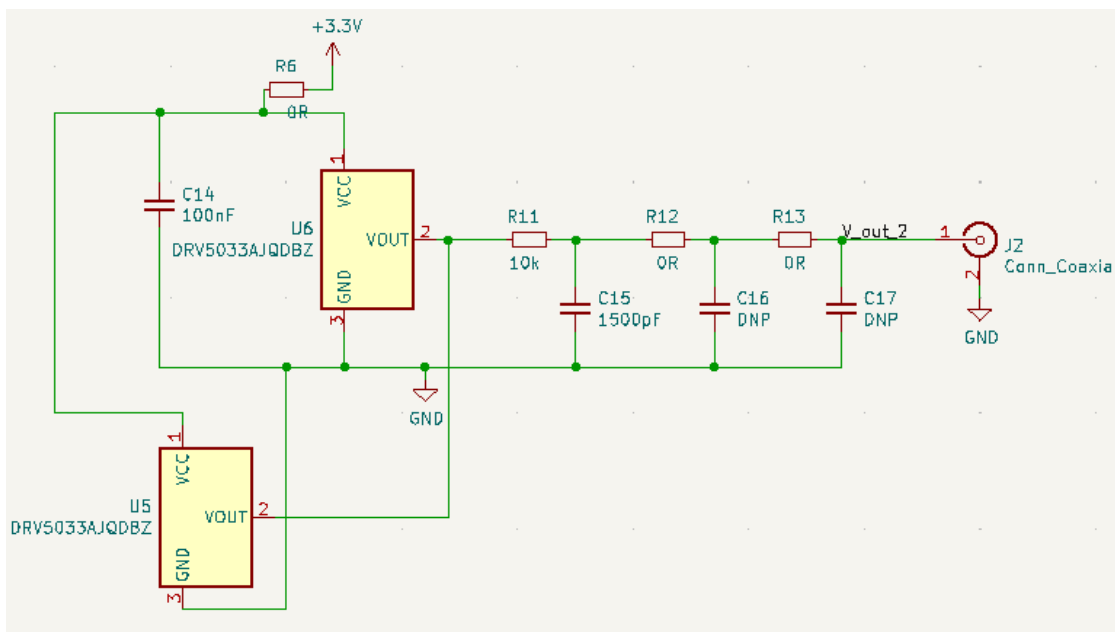 +3.3V
R6
0R
1
VCC
C14
100nF
U6
DRV5033AJQDBZ
VOUT
2
GND
3
R11
10k
R12
0R
R13
0R
V_out_2
1
J2
Conn_Coaxia
2
GND
C15
1500pF
C16
DNP
C17
DNP
GND
1
VCC
U5
DRV5033AJQDBZ
VOUT
2
GND
3